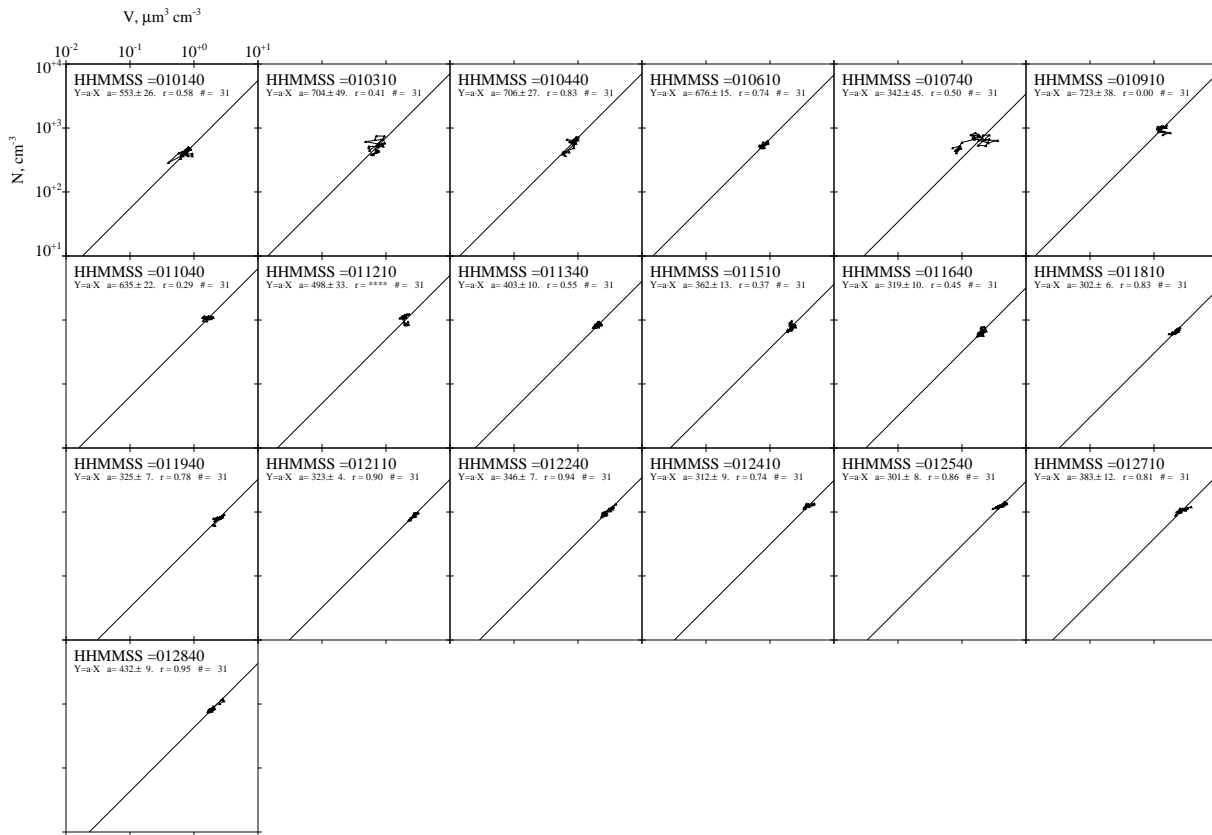 V, μm³ cm⁻³
10⁻² 10⁻¹ 10⁺⁰ 10⁺¹
N, cm⁻³
10⁺⁴
10⁺³
10⁺²
10⁺¹
HHMMSS =010140
Y=a·X a= 553.± 26. r = 0.58 # = 31
HHMMSS =010310
Y=a·X a= 704.± 49. r = 0.41 # = 31
HHMMSS =010440
Y=a·X a= 706.± 27. r = 0.83 # = 31
HHMMSS =010610
Y=a·X a= 676.± 15. r = 0.74 # = 31
HHMMSS =010740
Y=a·X a= 342.± 45. r = 0.50 # = 31
HHMMSS =010910
Y=a·X a= 723.± 38. r = 0.00 # = 31
HHMMSS =011040
Y=a·X a= 635.± 22. r = 0.29 # = 31
HHMMSS =011210
Y=a·X a= 498.± 33. r = **** # = 31
HHMMSS =011340
Y=a·X a= 403.± 10. r = 0.55 # = 31
HHMMSS =011510
Y=a·X a= 362.± 13. r = 0.37 # = 31
HHMMSS =011640
Y=a·X a= 319.± 10. r = 0.45 # = 31
HHMMSS =011810
Y=a·X a= 302.± 6. r = 0.83 # = 31
HHMMSS =011940
Y=a·X a= 325.± 7. r = 0.78 # = 31
HHMMSS =012110
Y=a·X a= 323.± 4. r = 0.90 # = 31
HHMMSS =012240
Y=a·X a= 346.± 7. r = 0.94 # = 31
HHMMSS =012410
Y=a·X a= 312.± 9. r = 0.74 # = 31
HHMMSS =012540
Y=a·X a= 301.± 8. r = 0.86 # = 31
HHMMSS =012710
Y=a·X a= 383.± 12. r = 0.81 # = 31
HHMMSS =012840
Y=a·X a= 432.± 9. r = 0.95 # = 31